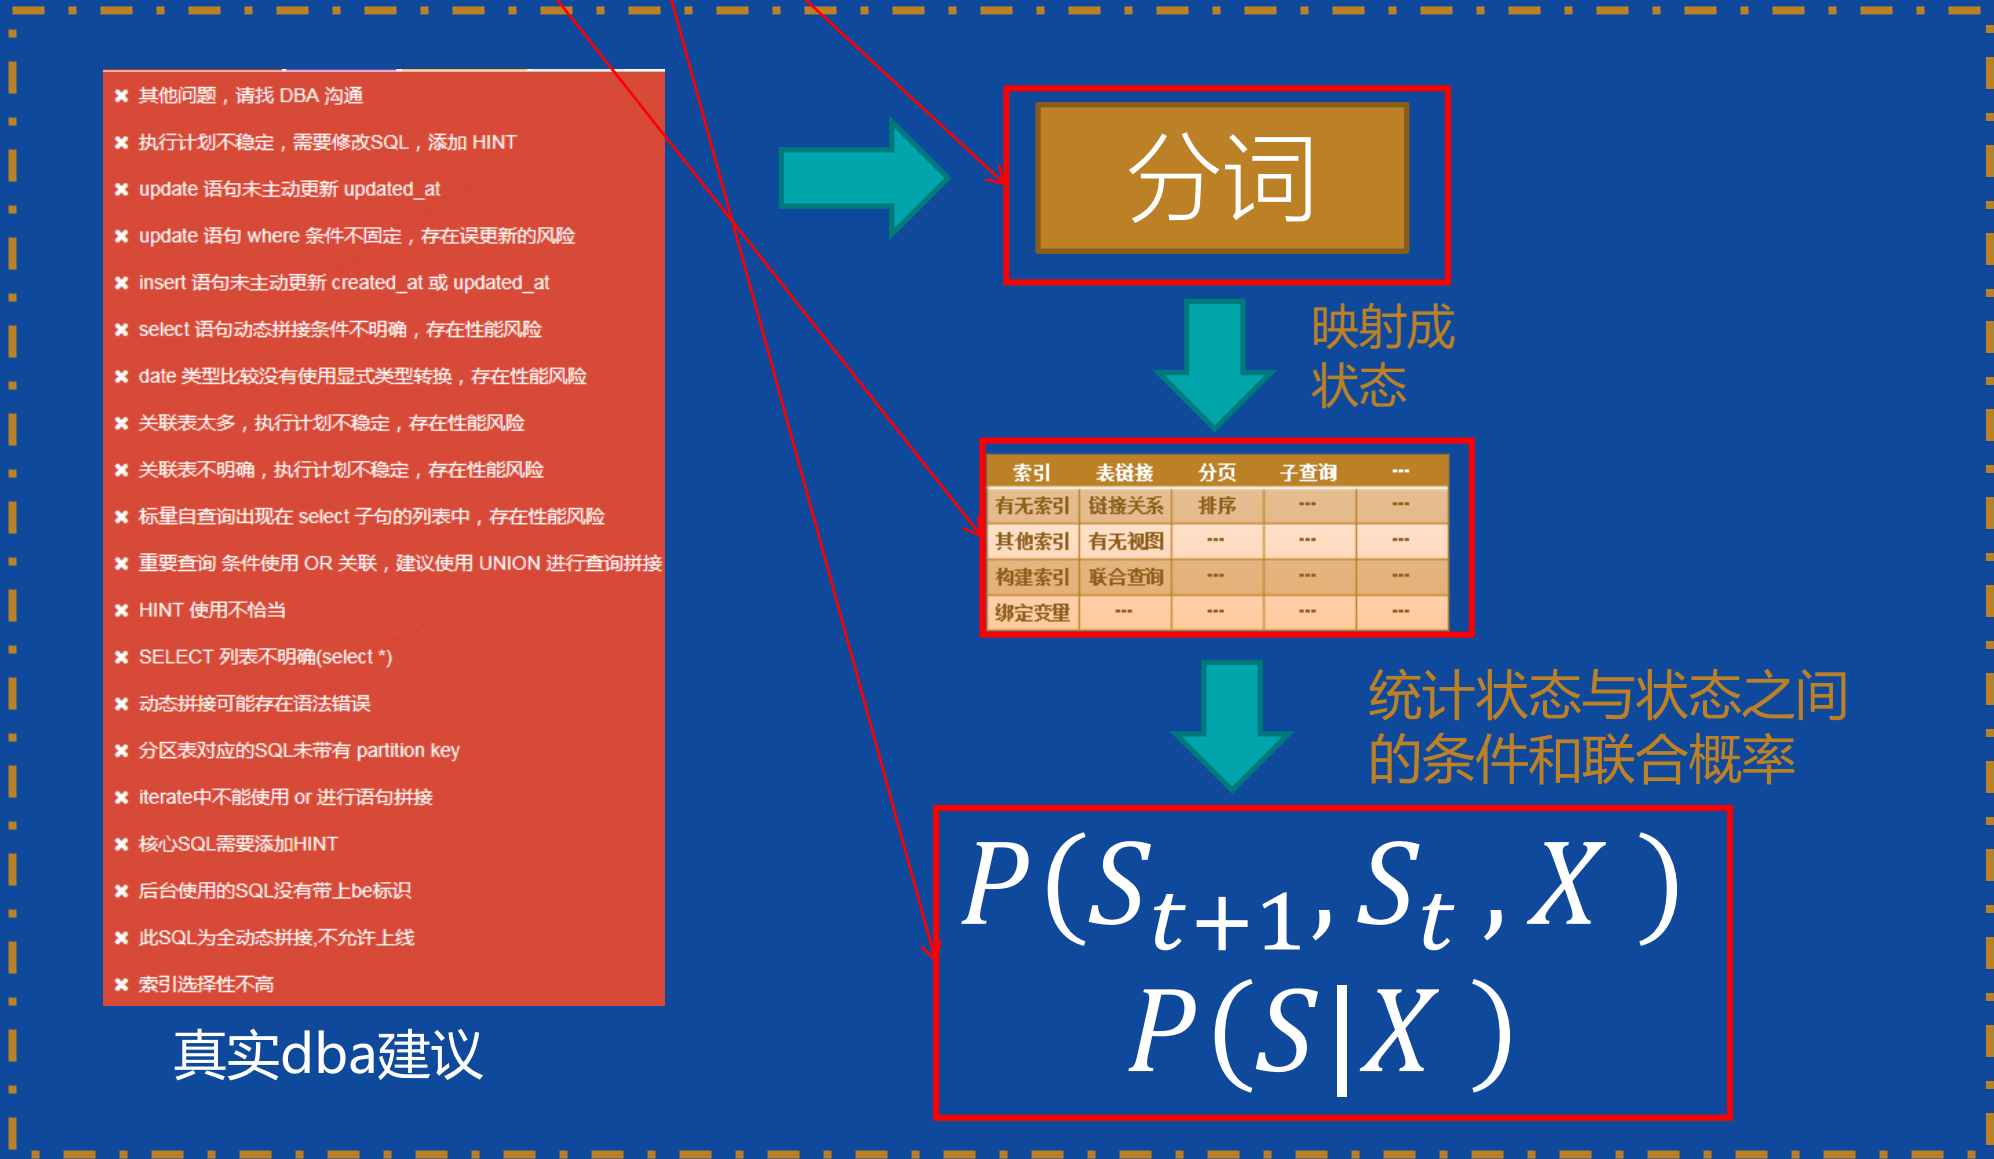 其他问题，请找 DBA 沟通
执行计划不稳定，需要修改SQL，添加 HINT
update 语句未主动更新 updated_at
update 语句 where 条件不固定，存在误更新的风险
insert 语句未主动更新 created_at 或 updated_at
select 语句动态拼接条件不明确，存在性能风险
date 类型比较没有使用显式类型转换，存在性能风险
关联表太多，执行计划不稳定，存在性能风险
关联表不明确，执行计划不稳定，存在性能风险
标量自查询出现在 select 子句的列表中，存在性能风险
重要查询 条件使用 OR 关联，建议使用 UNION 进行查询拼接
HINT 使用不恰当
SELECT 列表不明确(select *)
动态拼接可能存在语法错误
分区表对应的SQL未带有 partition key
iterate中不能使用 or 进行语句拼接
核心SQL需要添加HINT
后台使用的SQL没有带上be标识
此SQL为全动态拼接,不允许上线
索引选择性不高
真实dba建议
分词
映射成
状态
索引 表链接 分页 子查询 ---
有无索引 链接关系 排序 --- ---
其他索引 有无视图 --- --- ---
构建索引 联合查询 --- --- ---
绑定变量 --- --- --- ---
统计状态与状态之间
的条件和联合概率
P(S_{t+1}, S_t , X )
P(S|X )